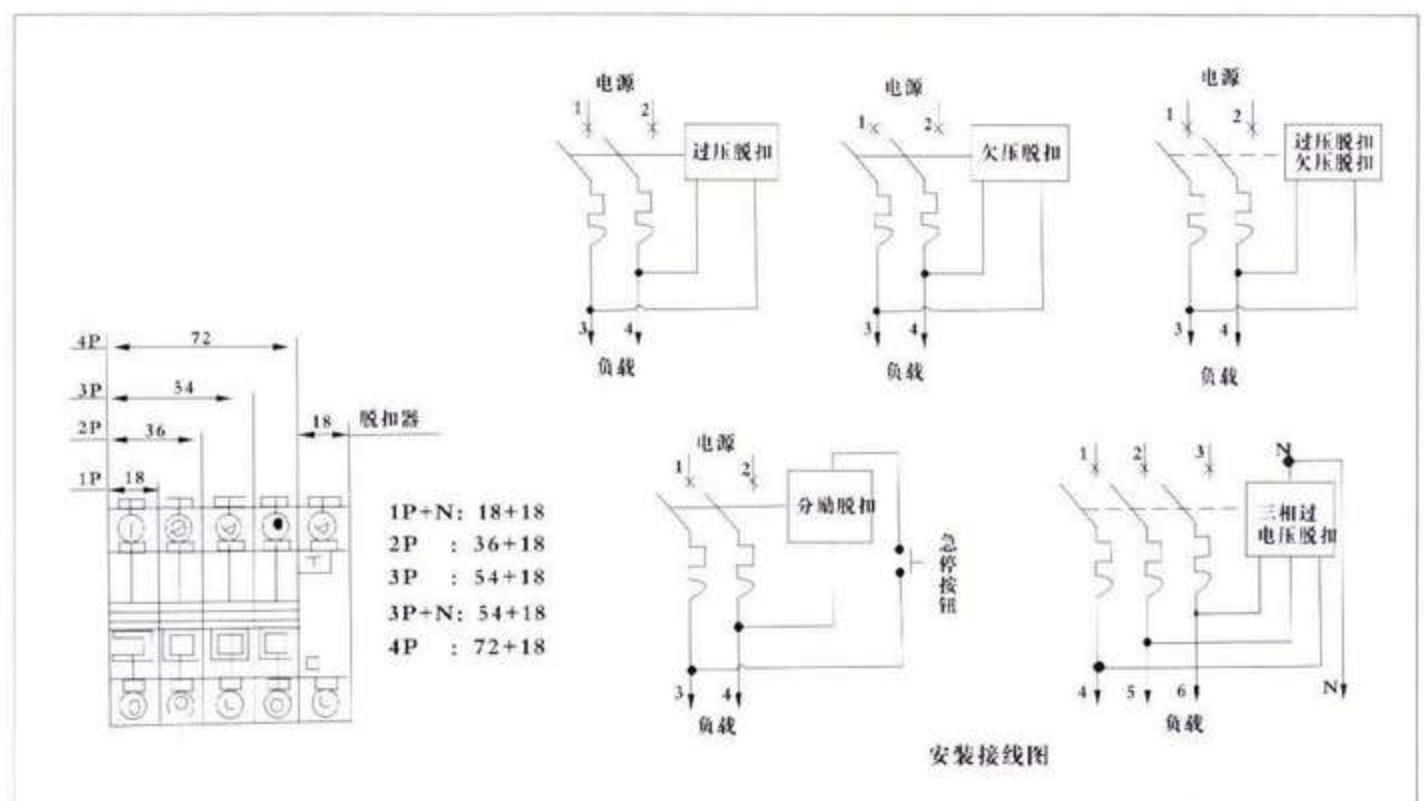 电源
1 2
过压脱扣
3 4
负载
电源
1 2
欠压脱扣
3 4
负载
电源
1 2
过压脱扣
欠压脱扣
3 4
负载
4P 72
3P 54
2P 36
18 脱扣器
1P 18
1P+N: 18+18
2P : 36+18
3P : 54+18
3P+N: 54+18
4P : 72+18
电源
1 2
分励脱扣
急停按钮
3 4
负载
1 2 3 N
三相过
电压脱扣
4 5 6 N
负载
安装接线图